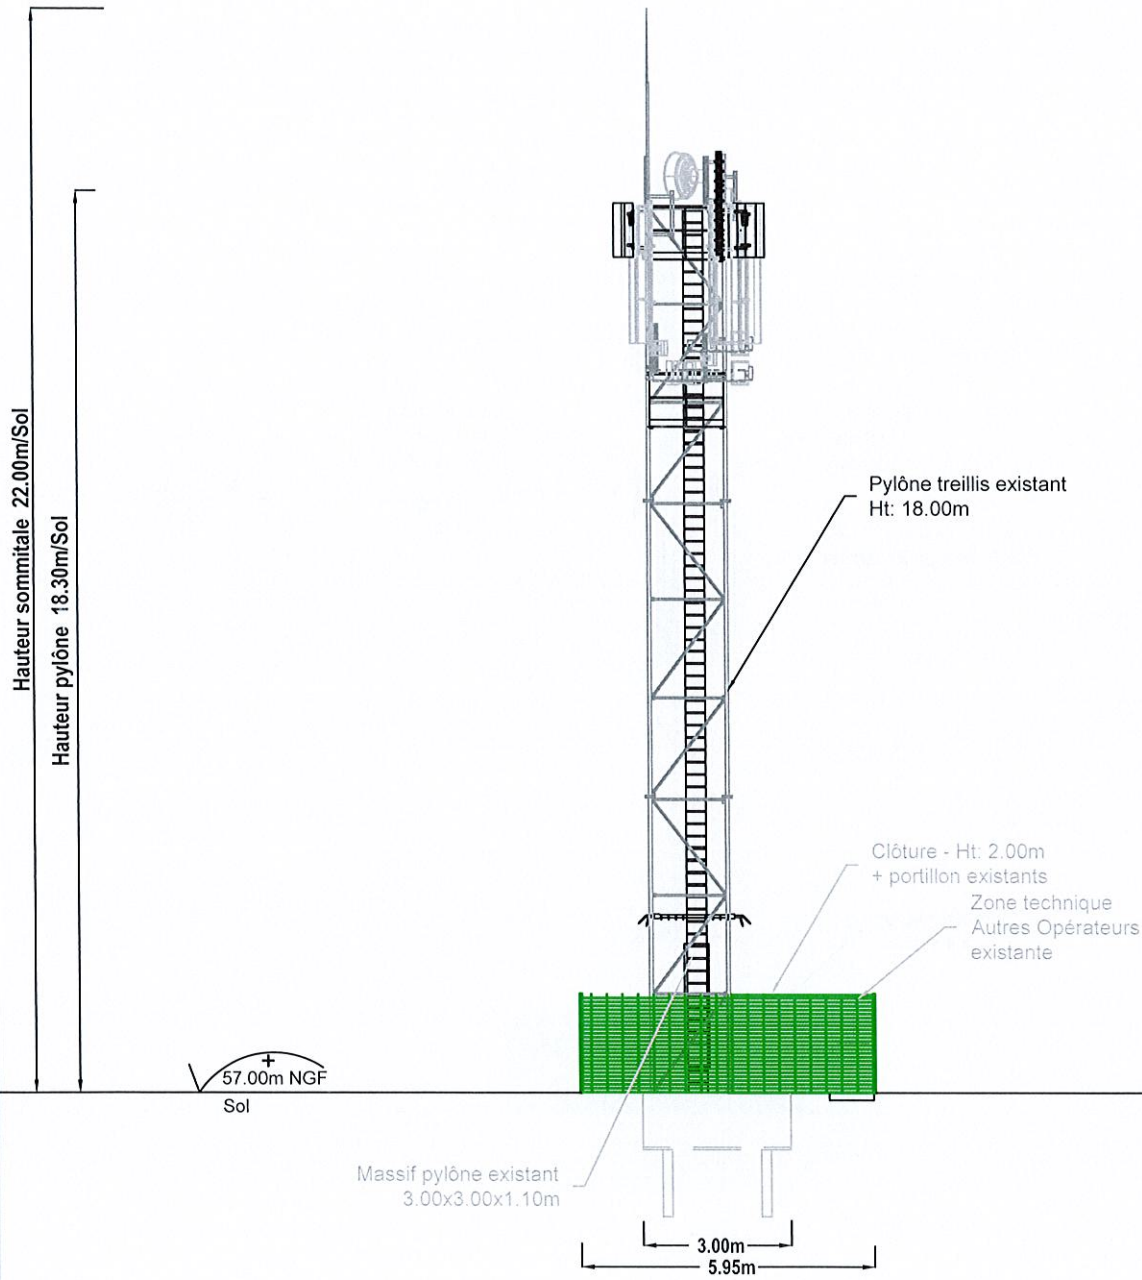 Hauteur sommitale 22.00m/Sol
Hauteur pylône 18.30m/Sol
Pylône treillis existant
Ht: 18.00m
Clôture - Ht: 2.00m
+ portillon existants
Zone technique
Autres Opérateurs
existante
57.00m NGF
Sol
Massif pylône existant
3.00x3.00x1.10m
3.00m
5.95m